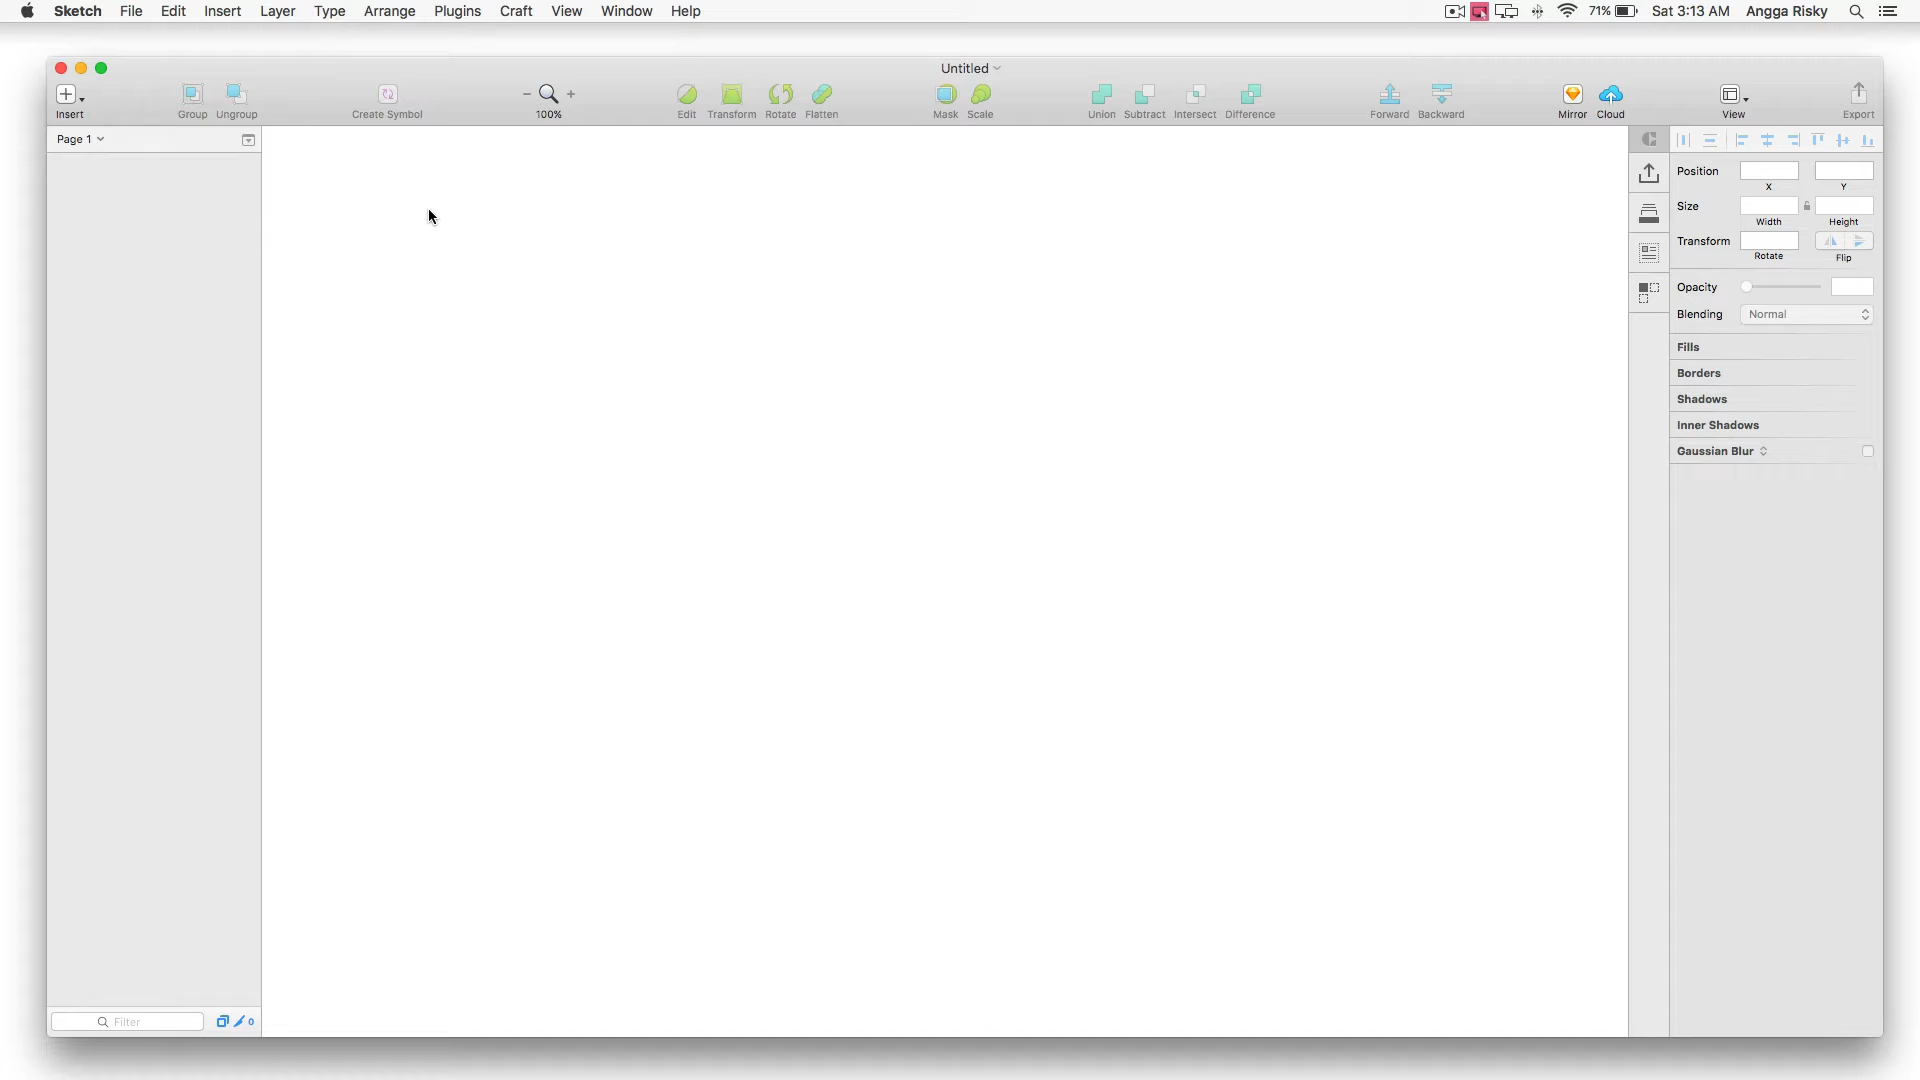 Sketch File Edit Insert Layer Type Arrange Plugins Craft View Window Help 71% Sat 3:13 AM Angga Risky
Untitled
Insert Group Ungroup Create Symbol 100% Edit Transform Rotate Flatten Mask Scale Union Subtract Intersect Difference Forward Backward Mirror Cloud View Export
Page 1
Position
X Y
Size
Width Height
Transform
Rotate Flip
Opacity
Blending Normal
Fills
Borders
Shadows
Inner Shadows
Gaussian Blur
Filter 0